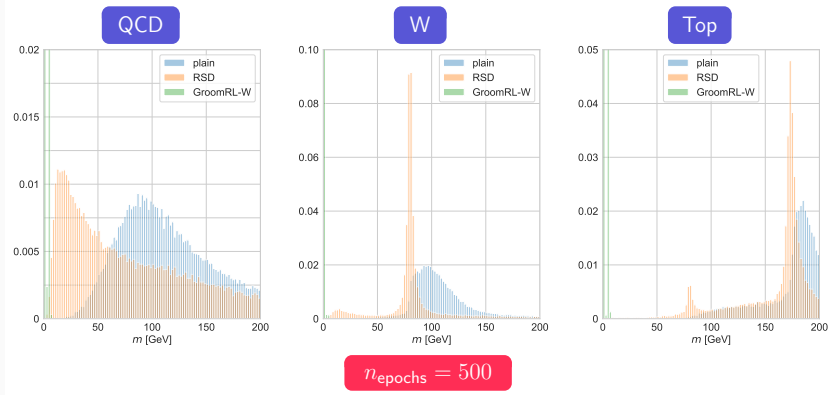 QCD
W
Top
0.02
0.015
0.01
0.005
0
plain
RSD
GroomRL-W
0 50 100 150 200
m [GeV]
0.10
0.08
0.06
0.04
0.02
0
plain
RSD
GroomRL-W
0 50 100 150 200
m [GeV]
0.05
0.04
0.03
0.02
0.01
0
plain
RSD
GroomRL-W
0 50 100 150 200
m [GeV]
n_epochs = 500